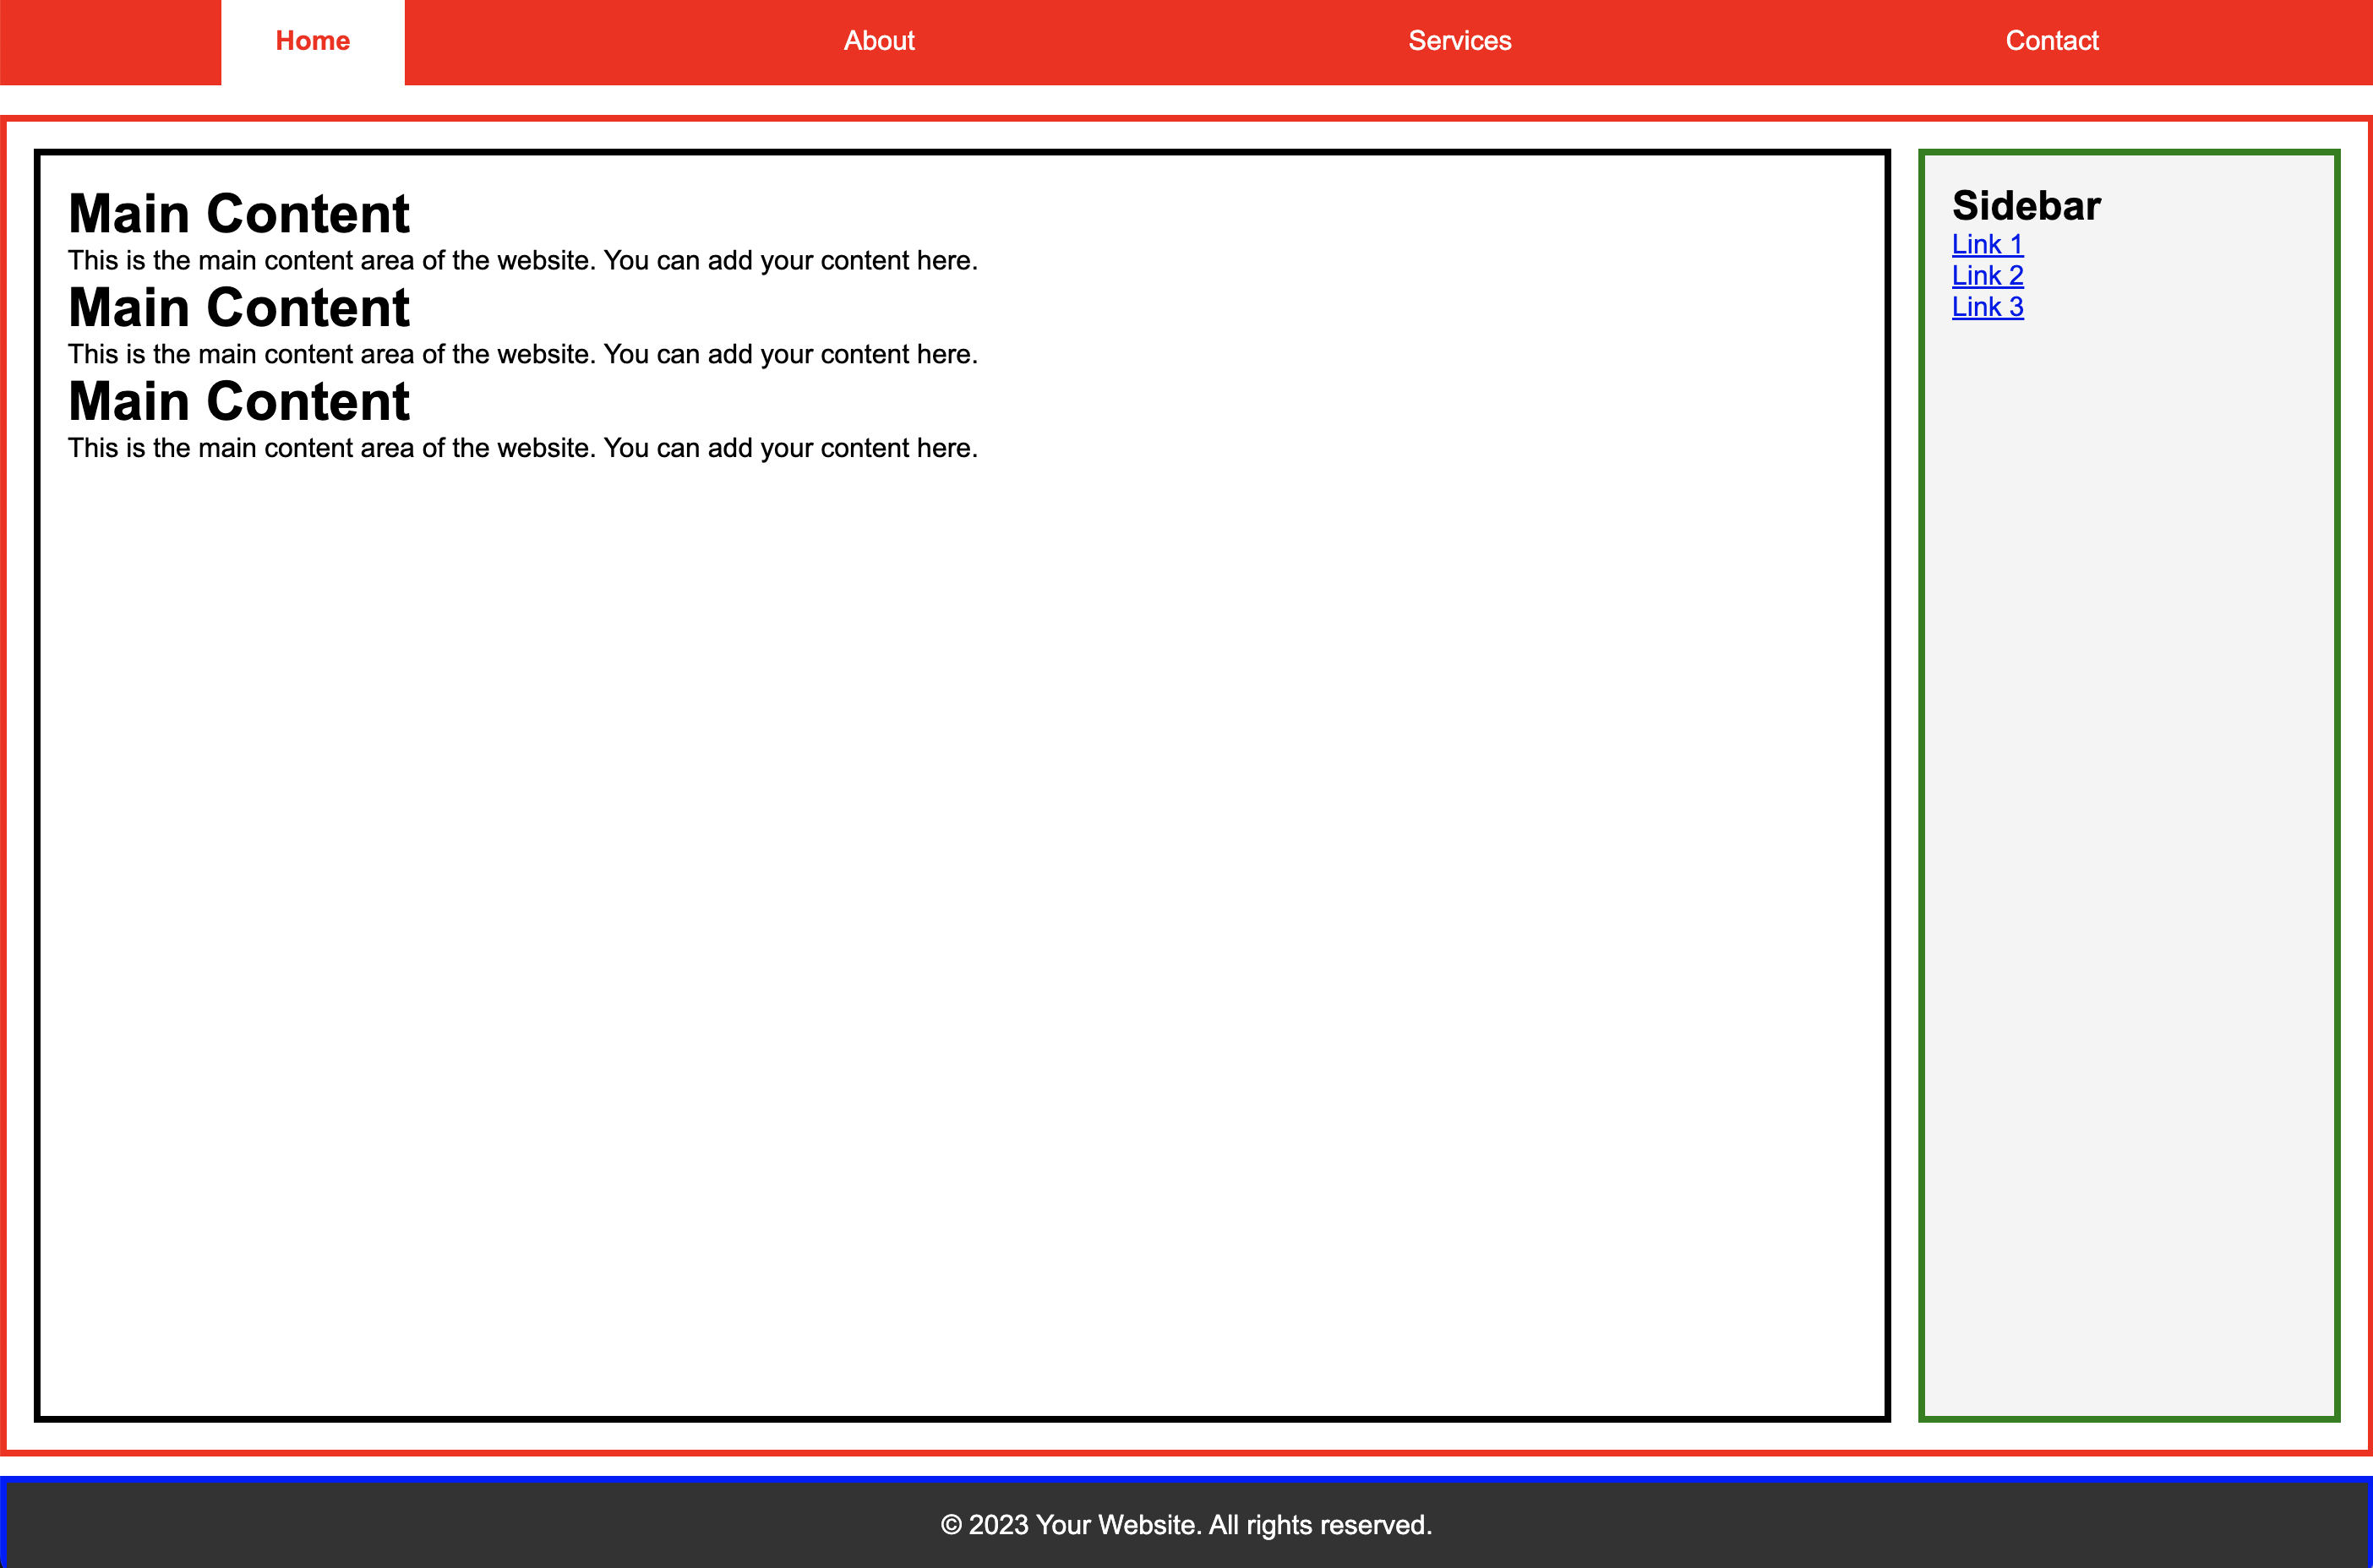 Home
About
Services
Contact
Main Content
This is the main content area of the website. You can add your content here.
Main Content
This is the main content area of the website. You can add your content here.
Main Content
This is the main content area of the website. You can add your content here.
Sidebar
Link 1
Link 2
Link 3
© 2023 Your Website. All rights reserved.